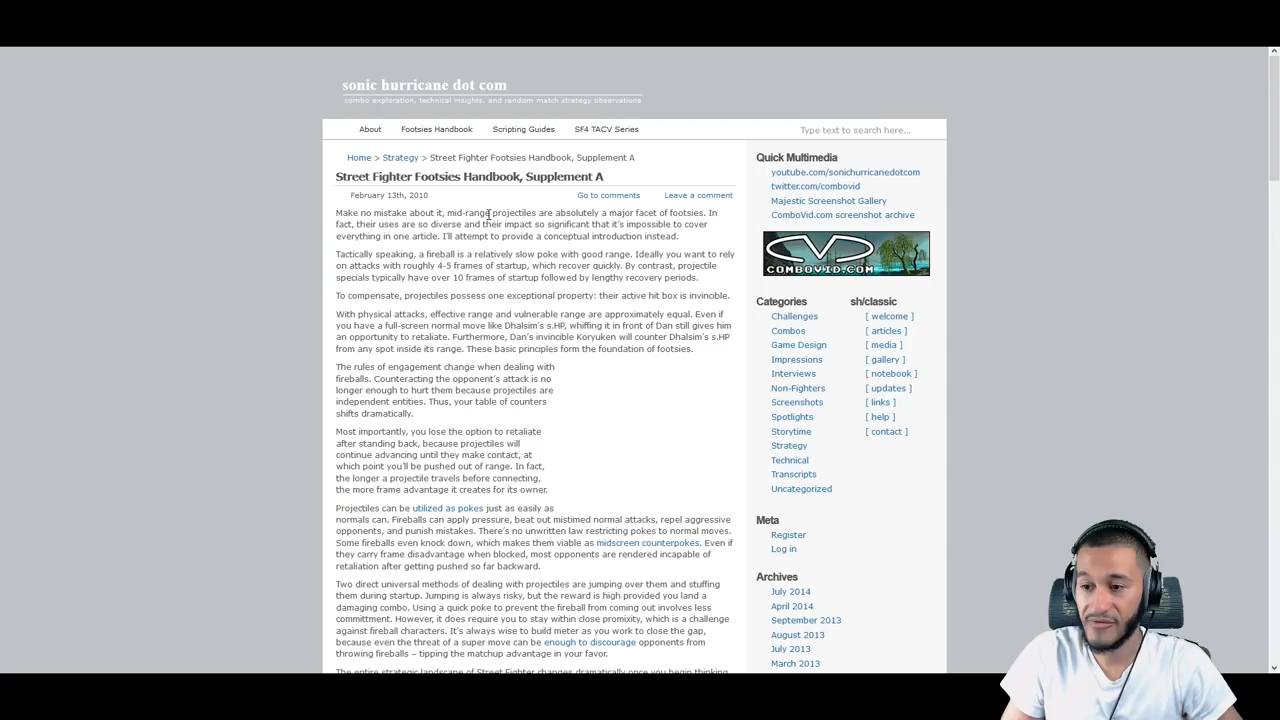 sonic hurricane dot com
combo exploration, technical insights, and random match strategy observations
About
Footsies Handbook
Scripting Guides
SF4 TACV Series
Type text to search here...
Home > Strategy > Street Fighter Footsies Handbook, Supplement A
Street Fighter Footsies Handbook, Supplement A
February 13th, 2010
Go to comments
Leave a comment
Make no mistake about it, mid-range projectiles are absolutely a major facet of footsies. In
fact, their uses are so diverse and their impact so significant that it's impossible to cover
everything in one article. I'll attempt to provide a conceptual introduction instead.
Tactically speaking, a fireball is a relatively slow poke with good range. Ideally you want to rely
on attacks with roughly 4-5 frames of startup, which recover quickly. By contrast, projectile
specials typically have over 10 frames of startup followed by lengthy recovery periods.
To compensate, projectiles possess one exceptional property: their active hit box is invincible.
With physical attacks, effective range and vulnerable range are approximately equal. Even if
you have a full-screen normal move like Dhalsim's s.HP, whiffing it in front of Dan still gives him
an opportunity to retaliate. Furthermore, Dan's invincible Koryuken will counter Dhalsim's s.HP
from any spot inside its range. These basic principles form the foundation of footsies.
The rules of engagement change when dealing with
fireballs. Counteracting the opponent's attack is no
longer enough to hurt them because projectiles are
independent entities. Thus, your table of counters
shifts dramatically.
Most importantly, you lose the option to retaliate
after standing back, because projectiles will
continue advancing until they make contact, at
which point you'll be pushed out of range. In fact,
the longer a projectile travels before connecting,
the more frame advantage it creates for its owner.
Projectiles can be utilized as pokes just as easily as
normals can. Fireballs can apply pressure, beat out mistimed normal attacks, repel aggressive
opponents, and punish mistakes. There's no unwritten law restricting pokes to normal moves.
Some fireballs even knock down, which makes them viable as midscreen counterpokes. Even if
they carry frame disadvantage when blocked, most opponents are rendered incapable of
retaliation after getting pushed so far backward.
Two direct universal methods of dealing with projectiles are jumping over them and stuffing
them during startup. Jumping is always risky, but the reward is high provided you land a
damaging combo. Using a quick poke to prevent the fireball from coming out involves less
commitment. However, it does require you to stay within close promixity, which is a challenge
against fireball characters. It's always wise to build meter as you work to close the gap,
because even the threat of a super move can be enough to discourage opponents from
throwing fireballs – tipping the matchup advantage in your favor.
The entire strategic landscape of Street Fighter changes dramatically once you begin thinking
Quick Multimedia
youtube.com/sonichurricanedotcom
twitter.com/combovid
Majestic Screenshot Gallery
ComboVid.com screenshot archive
COMBOVID.COM
Categories
Challenges
Combos
Game Design
Impressions
Interviews
Non-Fighters
Screenshots
Spotlights
Storytime
Strategy
Technical
Transcripts
Uncategorized
sh/classic
[ welcome ]
[ articles ]
[ media ]
[ gallery ]
[ notebook ]
[ updates ]
[ links ]
[ help ]
[ contact ]
Meta
Register
Log in
Archives
July 2014
April 2014
September 2013
August 2013
July 2013
March 2013